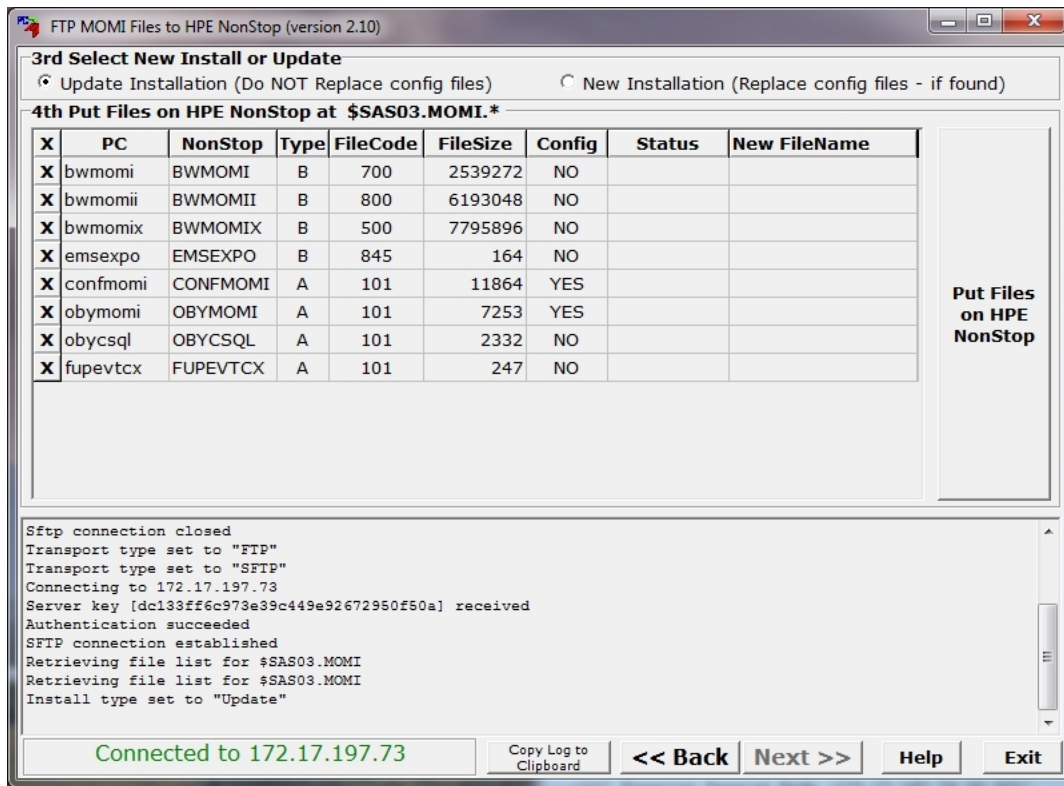 FTP MOMI Files to HPE NonStop (version 2.10)
3rd Select New Install or Update
Update Installation (Do NOT Replace config files) New Installation (Replace config files - if found)
4th Put Files on HPE NonStop at $SAS03.MOMI.*
X PC NonStop Type FileCode FileSize Config Status New FileName
X bwmomi BWMOMI B 700 2539272 NO
X bwmomii BWMOMII B 800 6193048 NO
X bwmomix BWMOMIX B 500 7795896 NO
X emsexpo EMSEXPO B 845 164 NO
X confmomi CONFMOMI A 101 11864 YES
X obymomi OBYMOMI A 101 7253 YES
X obycsql OBYCSQL A 101 2332 NO
X fupevtcx FUPEVTCX A 101 247 NO
Put Files
on HPE
NonStop
Sftp connection closed
Transport type set to "FTP"
Transport type set to "SFTP"
Connecting to 172.17.197.73
Server key [dc133ff6c973e39c449e92672950f50a] received
Authentication succeeded
SFTP connection established
Retrieving file list for $SAS03.MOMI
Retrieving file list for $SAS03.MOMI
Install type set to "Update"
Connected to 172.17.197.73
Copy Log to
Clipboard
<< Back
Next >>
Help
Exit